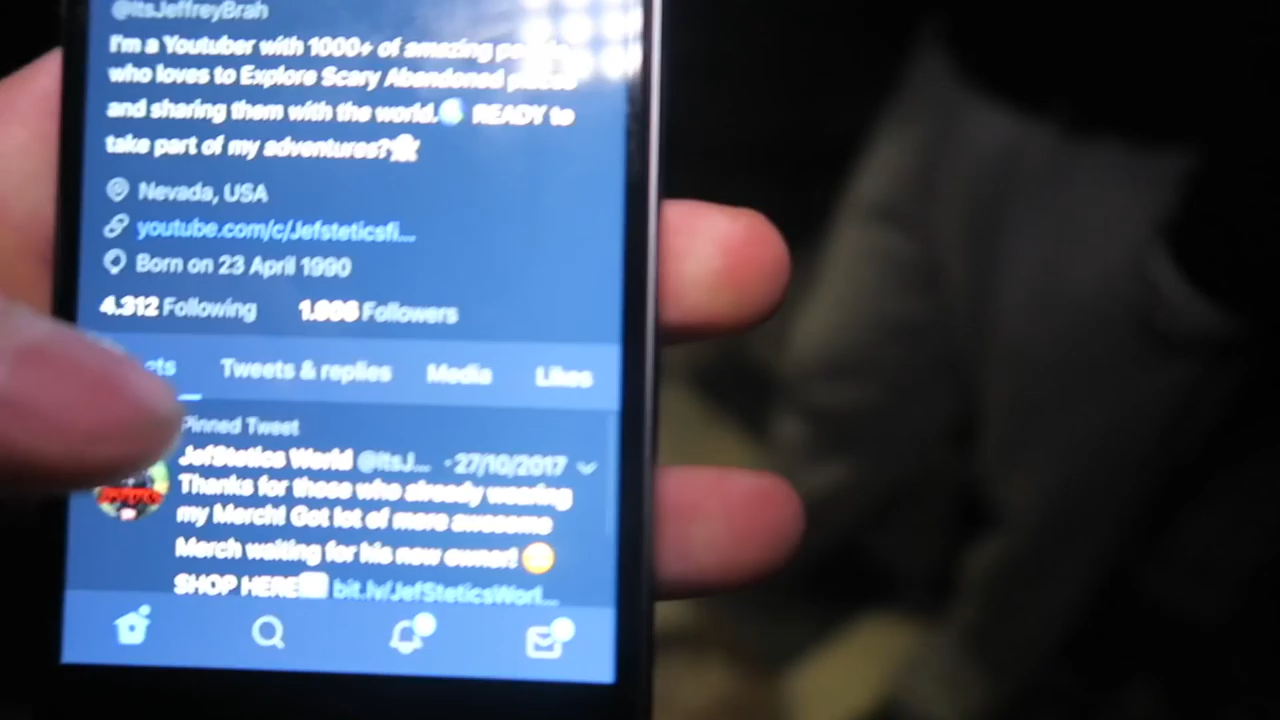 @ItsJeffreyBrah
I'm a Youtuber with 1000+ of amazing
who loves to Explore Scary Abandoned places
and sharing them with the world. READY to
take part of my adventures?
Nevada, USA
youtube.com/c/Jefsteticsfi...
Born on 23 April 1990
4.312 Following Followers
Tweets & replies Media Likes
Pinned Tweet
JefStetics World @ItsJ... · 27/10/2017
Thanks for those who already wearing
my Merch! Got lot of more awesome
Merch waiting for his new owner!
SHOP HERE bit.ly/JefSteticsWorl...